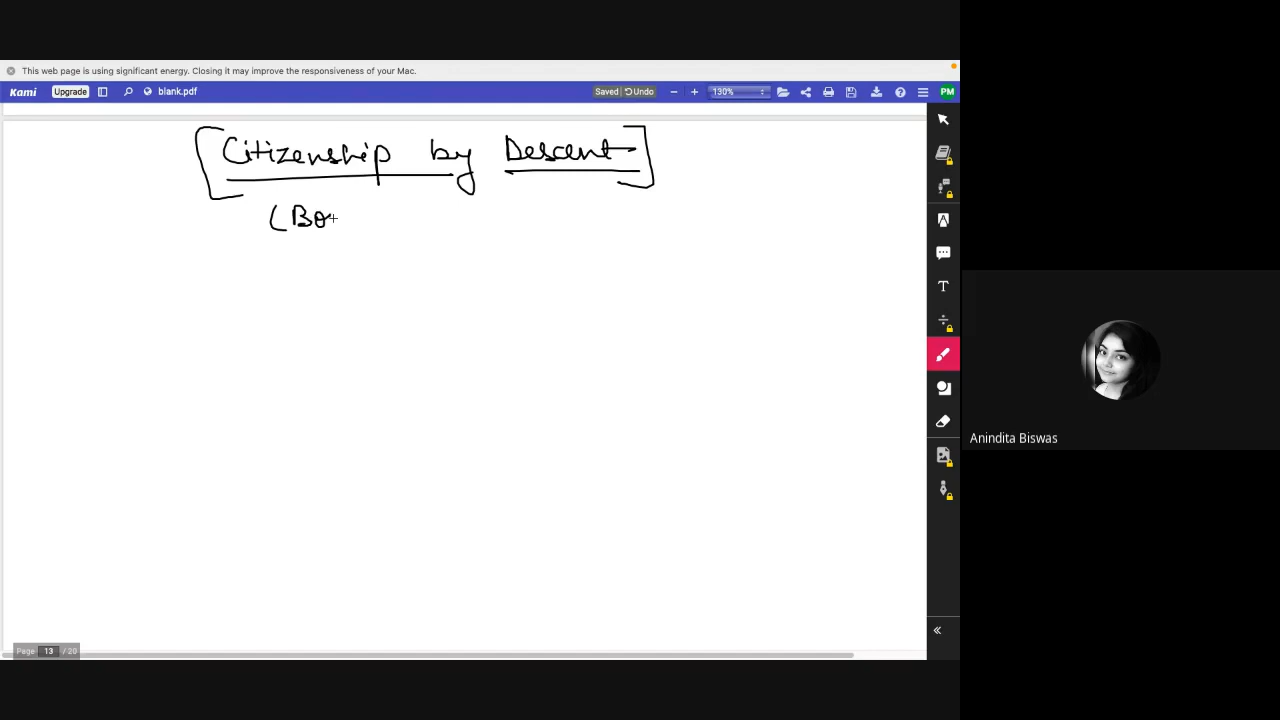 This web page is using significant energy. Closing it may improve the responsiveness of your Mac.
Kami Upgrade blank.pdf Saved Undo 130% PM
[Citizenship by Descent]
(Bo
T
Anindita Biswas
Page 13 / 20